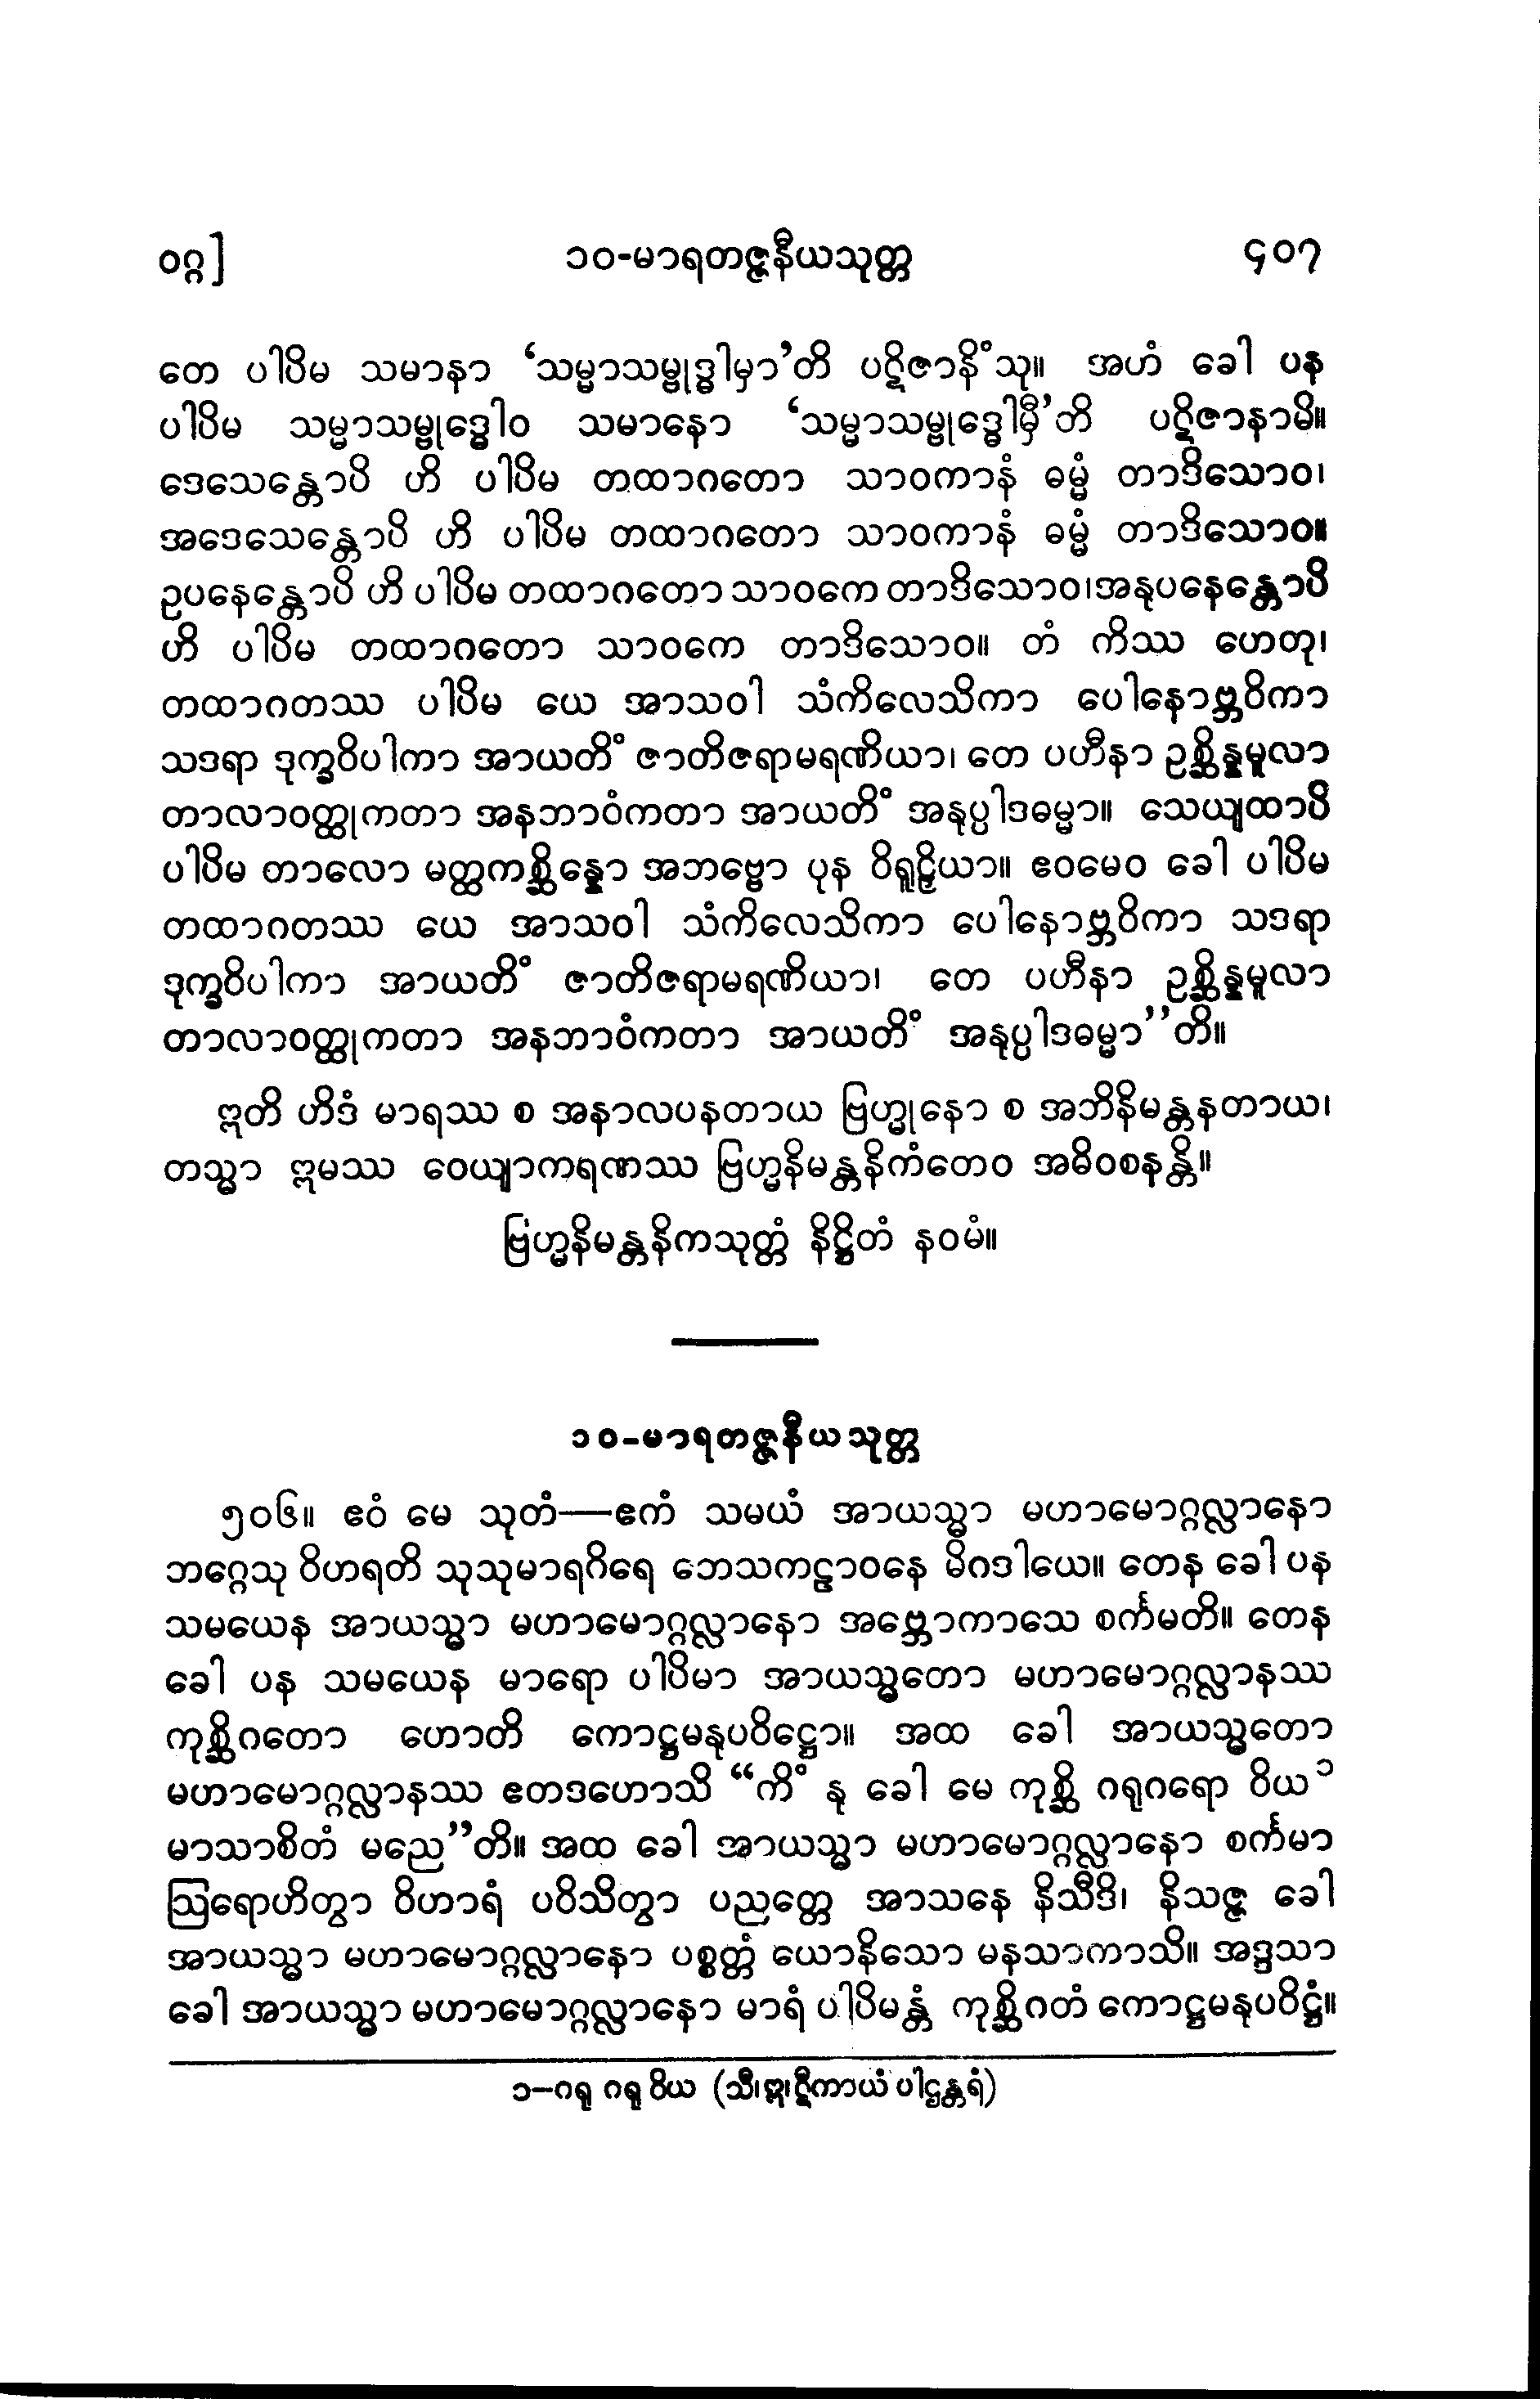 ဝဂ္ဂ]
၁၀-မာရတဇ္ဇနီယသုတ္တ
၄၀၇
တေ ပါပိမ သမာနာ ‘သမ္မာသမ္ဗုဒ္ဓါမှာ’တိ ပဋိဇာနိံသု။ အဟံ ခေါ ပန
ပါပိမ သမ္မာသမ္ဗုဒ္ဓေါဝ သမာနော ‘သမ္မာသမ္ဗုဒ္ဓေါမှီ’တိ ပဋိဇာနာမိ။
ဒေသေန္တောပိ ဟိ ပါပိမ တထာဂတော သာဝကာနံ ဓမ္မံ တာဒိသောဝ၊
အဒေသေန္တောပိ ဟိ ပါပိမ တထာဂတော သာဝကာနံ ဓမ္မံ တာဒိသောဝ။
ဥပနေန္တောပိ ဟိ ပါပိမ တထာဂတော သာဝကေ တာဒိသောဝ၊အနုပနေန္တောပိ
ဟိ ပါပိမ တထာဂတော သာဝကေ တာဒိသောဝ။ တံ ကိဿ ဟေတု၊
တထာဂတဿ ပါပိမ ယေ အာသဝါ သံကိလေသိကာ ပေါနောဗ္ဘဝိကာ
သဒရာ ဒုက္ခဝိပါကာ အာယတိံ ဇာတိဇရာမရဏိယာ၊ တေ ပဟီနာ ဥစ္ဆိန္နမူလာ
တာလာဝတ္ထုကတာ အနဘာဝံကတာ အာယတိံ အနုပ္ပါဒဓမ္မာ။ သေယျထာပိ
ပါပိမ တာလော မတ္ထကစ္ဆိန္နော အဘဗ္ဗော ပုန ဝိရူဠှိယာ။ ဧဝမေဝ ခေါ ပါပိမ
တထာဂတဿ ယေ အာသဝါ သံကိလေသိကာ ပေါနောဗ္ဘဝိကာ သဒရာ
ဒုက္ခဝိပါကာ အာယတိံ ဇာတိဇရာမရဏိယာ၊ တေ ပဟီနာ ဥစ္ဆိန္နမူလာ
တာလာဝတ္ထုကတာ အနဘာဝံကတာ အာယတိံ အနုပ္ပါဒဓမ္မာ”တိ။
ဣတိ ဟိဒံ မာရဿ စ အနာလပနတာယ ဗြဟ္မုနော စ အဘိနိမန္တနတာယ၊
တသ္မာ ဣမဿ ဝေယျာကရဏဿ ဗြဟ္မနိမန္တနိကံတေဝ အဓိဝစနန္တိ။
ဗြဟ္မနိမန္တနိကသုတ္တံ နိဋ္ဌိတံ နဝမံ။
၁၀-မာရတဇ္ဇနီယသုတ္တ
၅၀၆။ ဧဝံ မေ သုတံ—ဧကံ သမယံ အာယသ္မာ မဟာမောဂ္ဂလ္လာနော
ဘဂ္ဂေသု ဝိဟရတိ သုသုမာရဂိရေ ဘေသကဠာဝနေ မိဂဒါယေ။ တေန ခေါ ပန
သမယေန အာယသ္မာ မဟာမောဂ္ဂလ္လာနော အဗ္ဘောကာသေ စင်္ကမတိ။ တေန
ခေါ ပန သမယေန မာရော ပါပိမာ အာယသ္မတော မဟာမောဂ္ဂလ္လာနဿ
ကုစ္ဆိဂတော ဟောတိ ကောဋ္ဌမနုပဝိဋ္ဌော။ အထ ခေါ အာယသ္မတော
မဟာမောဂ္ဂလ္လာနဿ ဧတဒဟောသိ “ကိံ နု ခေါ မေ ကုစ္ဆိ ဂရုဂရော ဝိယ ၁
မာသာစိတံ မညေ”တိ။ အထ ခေါ အာယသ္မာ မဟာမောဂ္ဂလ္လာနော စင်္ကမာ
ဩရောဟိတွာ ဝိဟာရံ ပဝိသိတွာ ပညတ္တေ အာသနေ နိသီဒိ၊ နိသဇ္ဇ ခေါ
အာယသ္မာ မဟာမောဂ္ဂလ္လာနော ပစ္စတ္တံ ယောနိသော မနသာကာသိ။ အဒ္ဒသာ
ခေါ အာယသ္မာ မဟာမောဂ္ဂလ္လာနော မာရံ ပါပိမန္တံ ကုစ္ဆိဂတံ ကောဋ္ဌမနုပဝိဋ္ဌံ။
၁—ဂရု ဂရု ဝိယ (သီ၊ဣ၊ဋီကာယံ ပါဌန္တရံ)